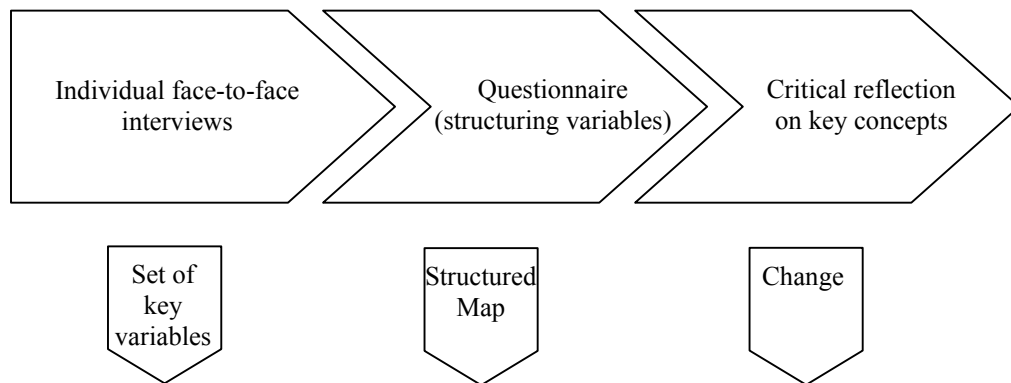 Individual face-to-face
interviews
Questionnaire
(structuring variables)
Critical reflection
on key concepts
Set of
key
variables
Structured
Map
Change